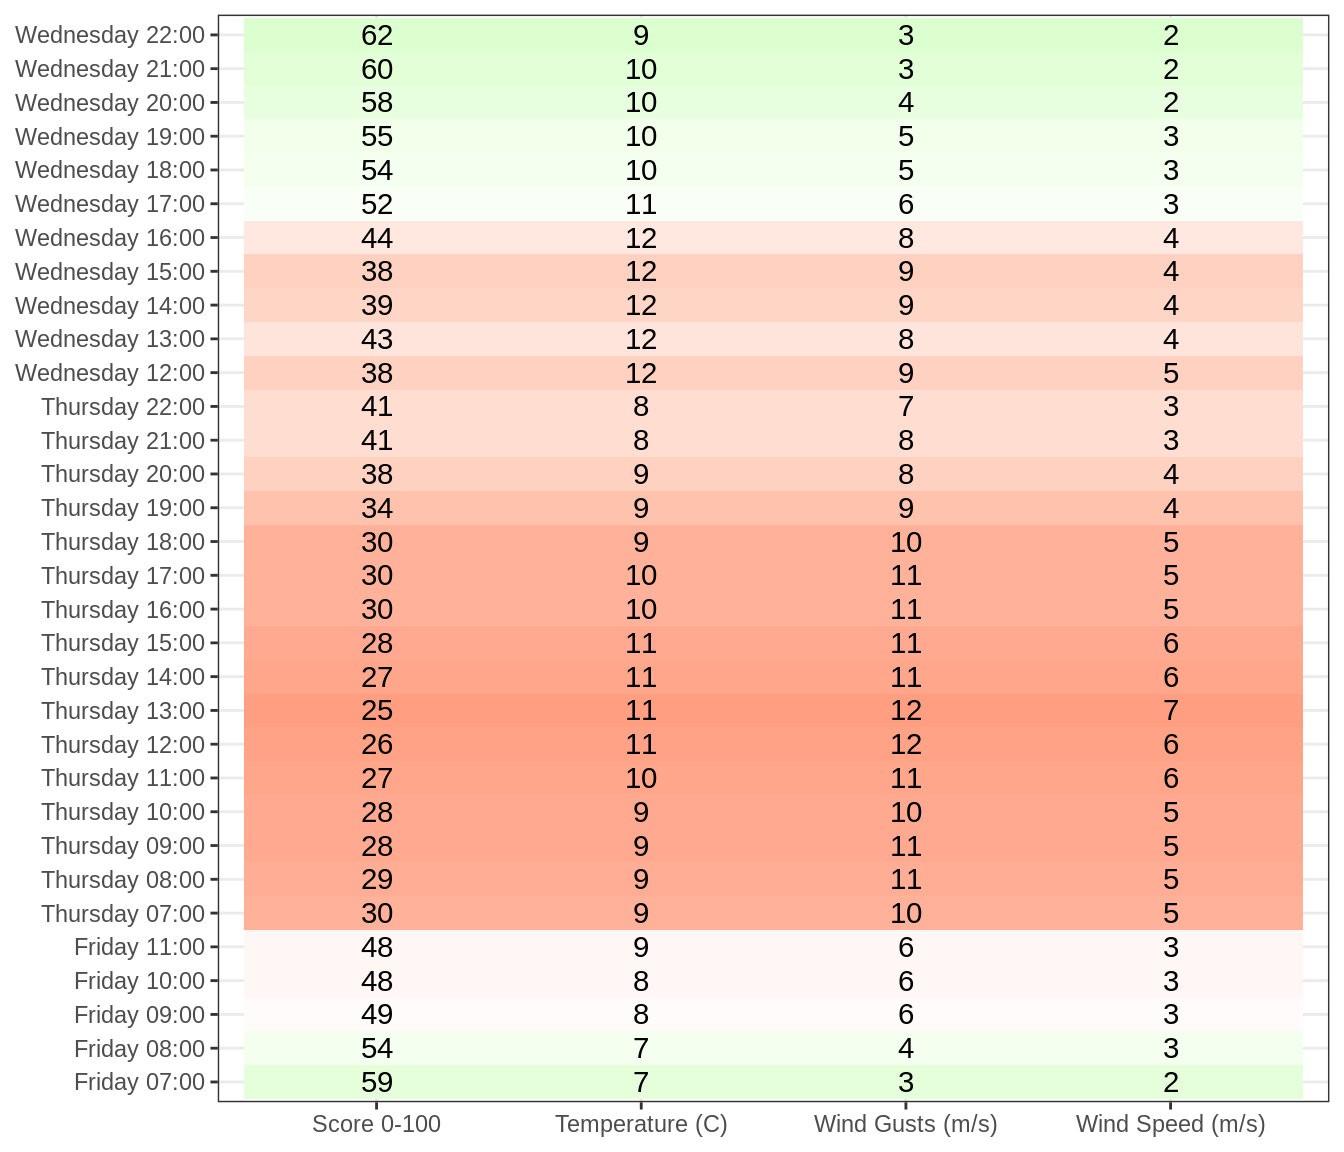 Wednesday 22:00 62 9 3 2
Wednesday 21:00 60 10 3 2
Wednesday 20:00 58 10 4 2
Wednesday 19:00 55 10 5 3
Wednesday 18:00 54 10 5 3
Wednesday 17:00 52 11 6 3
Wednesday 16:00 44 12 8 4
Wednesday 15:00 38 12 9 4
Wednesday 14:00 39 12 9 4
Wednesday 13:00 43 12 8 4
Wednesday 12:00 38 12 9 5
Thursday 22:00 41 8 7 3
Thursday 21:00 41 8 8 3
Thursday 20:00 38 9 8 4
Thursday 19:00 34 9 9 4
Thursday 18:00 30 9 10 5
Thursday 17:00 30 10 11 5
Thursday 16:00 30 10 11 5
Thursday 15:00 28 11 11 6
Thursday 14:00 27 11 11 6
Thursday 13:00 25 11 12 7
Thursday 12:00 26 11 12 6
Thursday 11:00 27 10 11 6
Thursday 10:00 28 9 10 5
Thursday 09:00 28 9 11 5
Thursday 08:00 29 9 11 5
Thursday 07:00 30 9 10 5
Friday 11:00 48 9 6 3
Friday 10:00 48 8 6 3
Friday 09:00 49 8 6 3
Friday 08:00 54 7 4 3
Friday 07:00 59 7 3 2
Score 0-100 Temperature (C) Wind Gusts (m/s) Wind Speed (m/s)